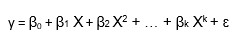 y = β₀ + β₁ X + β₂ X² + … + βₖ Xᵏ + ε